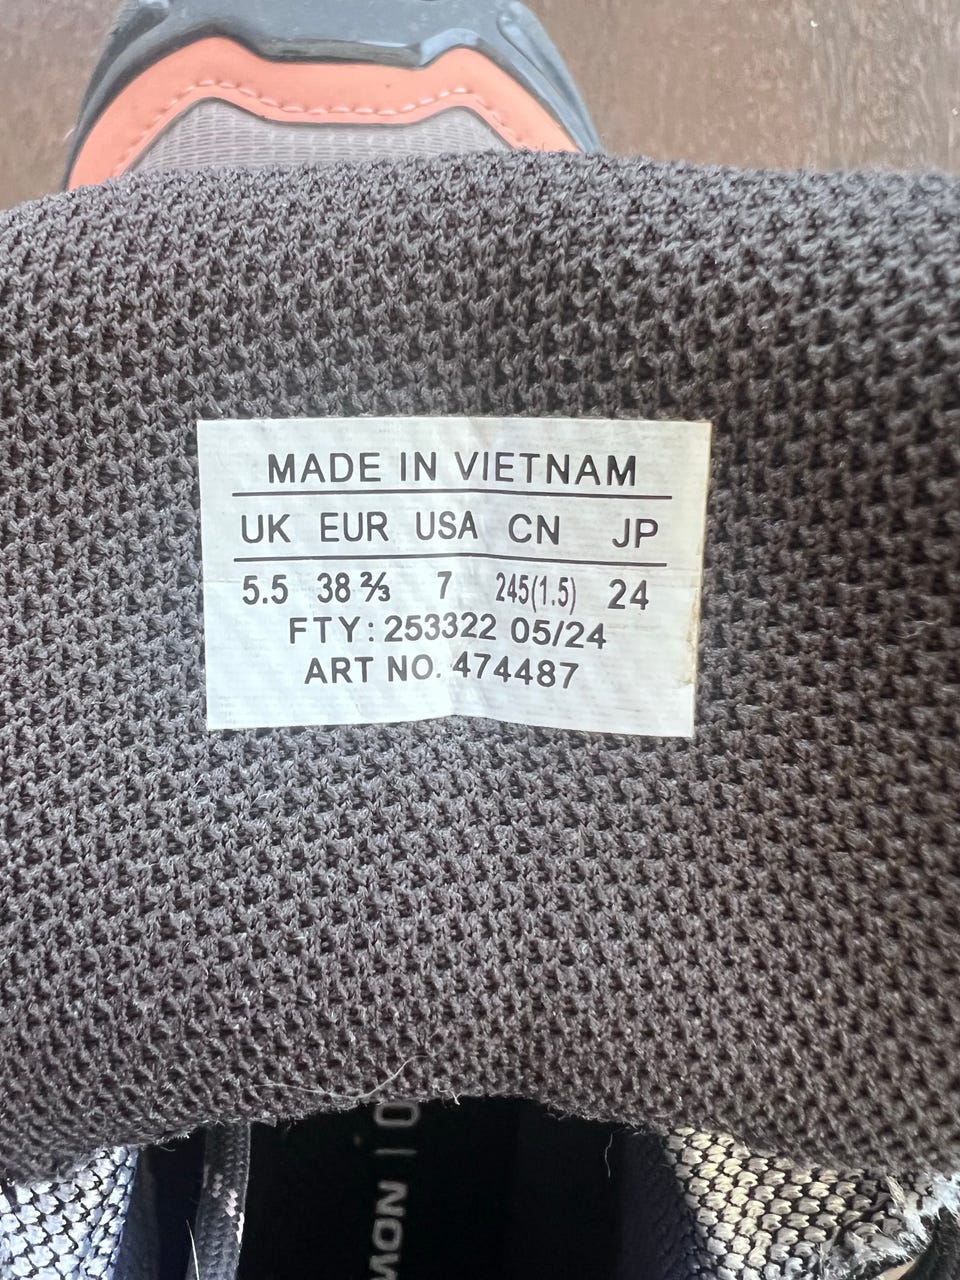 MADE IN VIETNAM
UK EUR USA CN JP
5.5 38 ⅔ 7 245(1.5) 24
FTY: 253322 05/24
ART NO. 474487